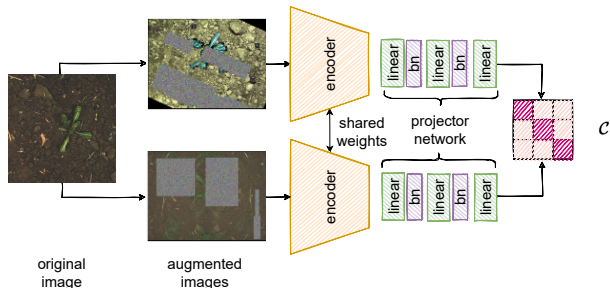 encoder
linear
bn
linear
bn
linear
shared
weights
projector
network
𝒞
encoder
linear
bn
linear
bn
linear
original
image
augmented
images